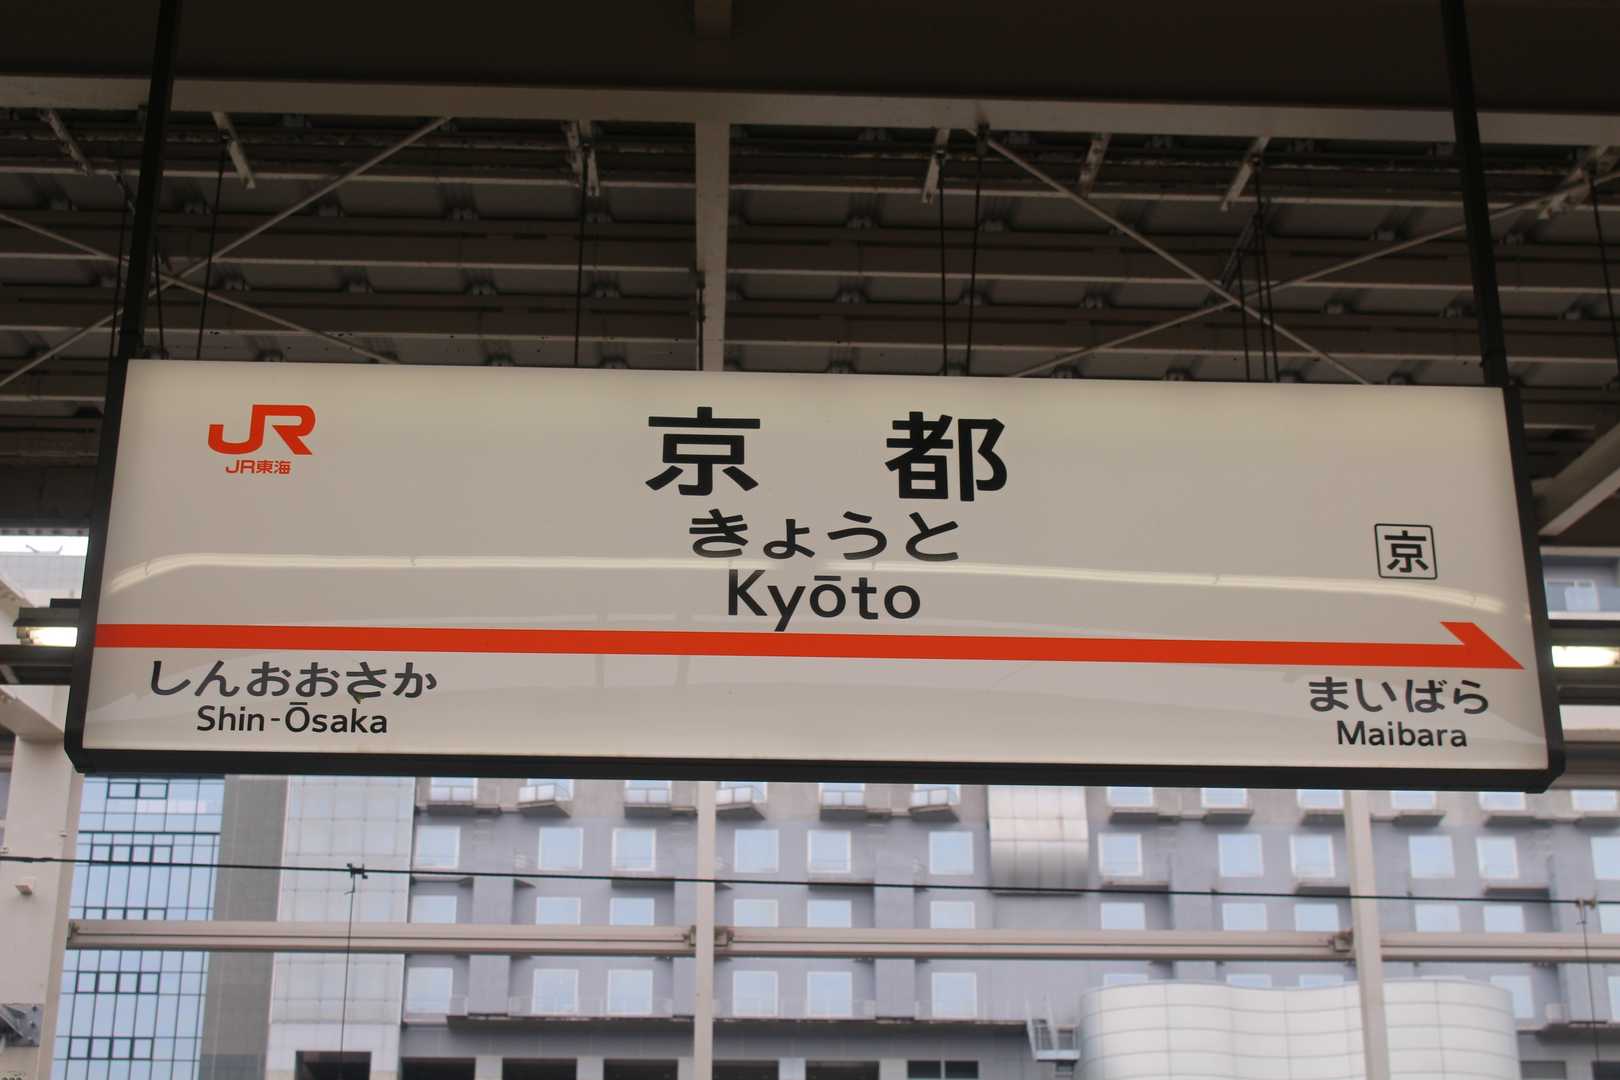 JR
JR東海
京都
きょうと
Kyōto
京
しんおおさか
Shin-Ōsaka
まいばら
Maibara